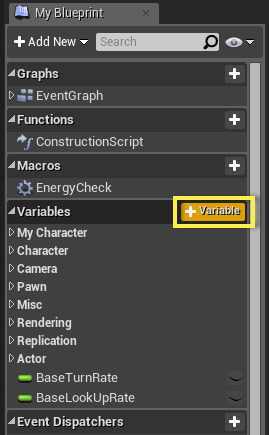 My Blueprint
Add New
Search
Graphs
EventGraph
Functions
ConstructionScript
Macros
EnergyCheck
Variables
Variable
My Character
Character
Camera
Pawn
Misc
Rendering
Replication
Actor
BaseTurnRate
BaseLookUpRate
Event Dispatchers